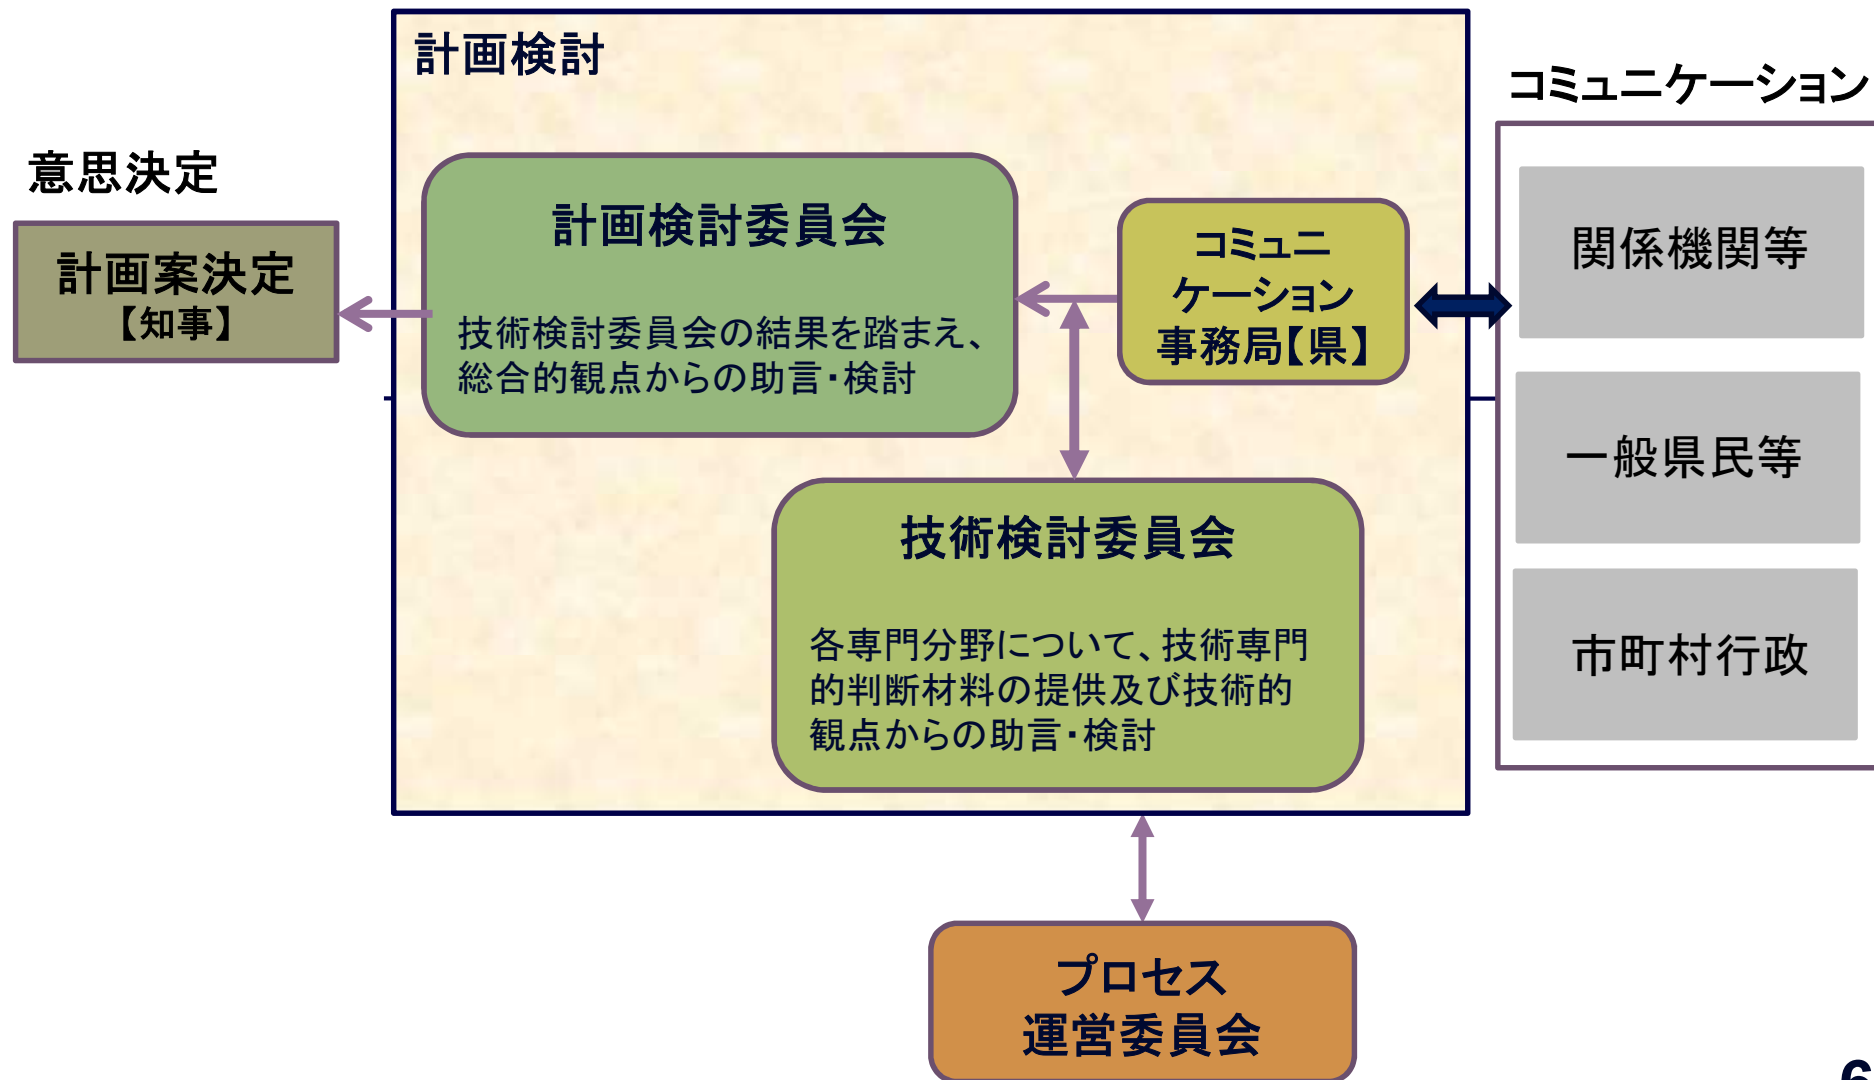 計画検討
コミュニケーション
意思決定
計画案決定
【知事】
計画検討委員会
技術検討委員会の結果を踏まえ、
総合的観点からの助言・検討
コミュニ
ケーション
事務局【県】
関係機関等
一般県民等
市町村行政
技術検討委員会
各専門分野について、技術専門
的判断材料の提供及び技術的
観点からの助言・検討
プロセス
運営委員会
6